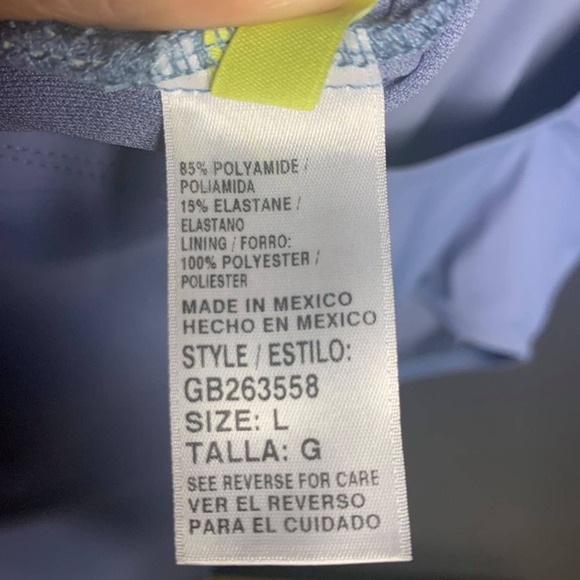 85% POLYAMIDE /
POLIAMIDA
15% ELASTANE /
ELASTANO
LINING / FORRO:
100% POLYESTER /
POLIESTER
MADE IN MEXICO
HECHO EN MEXICO
STYLE / ESTILO:
GB263558
SIZE: L
TALLA: G
SEE REVERSE FOR CARE
VER EL REVERSO
PARA EL CUIDADO